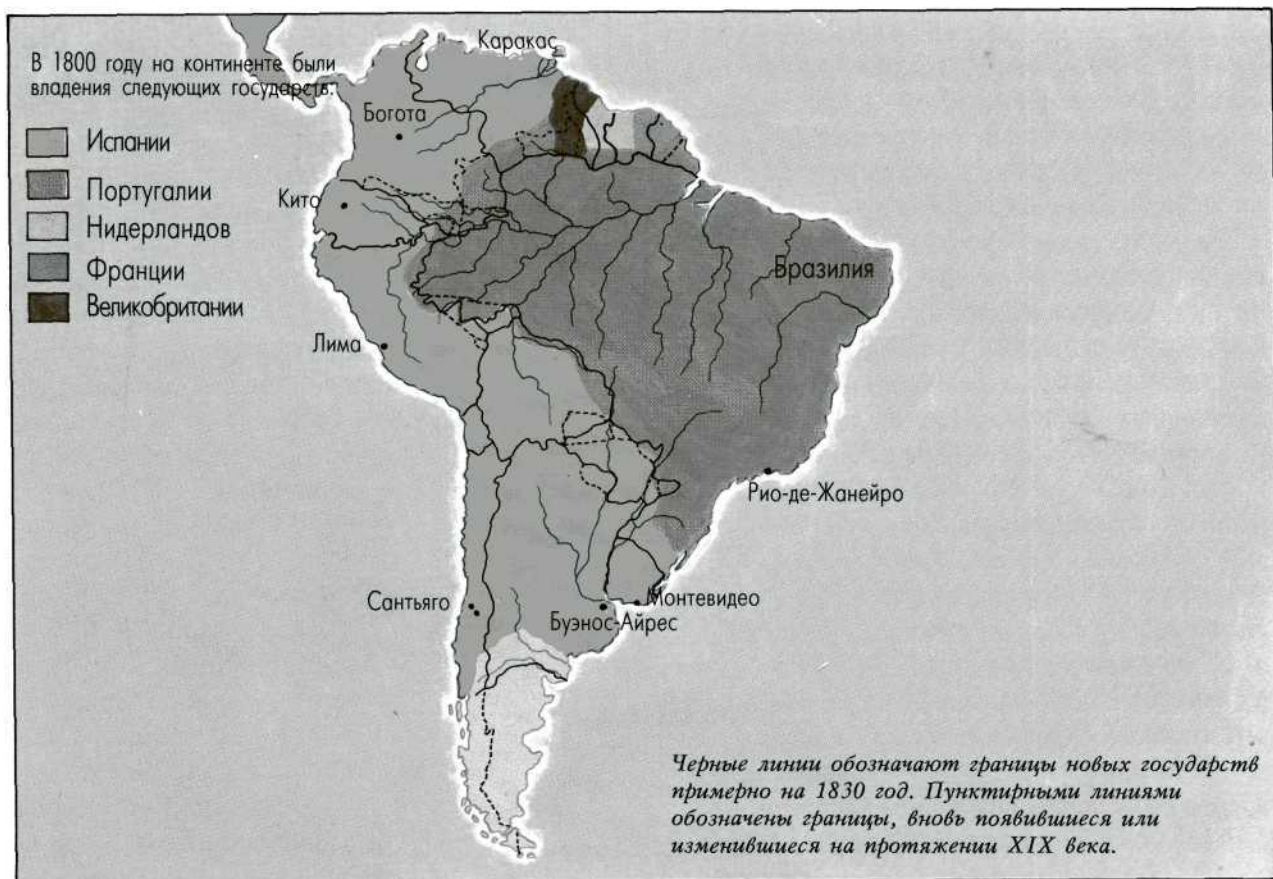 В 1800 году на континенте были
владения следующих государств:
Испании
Португалии
Нидерландов
Франции
Великобритании
Каракас
Богота
Кито
Бразилия
Лима
Рио-де-Жанейро
Сантьяго
Буэнос-Айрес
Монтевидео
Черные линии обозначают границы новых государств
примерно на 1830 год. Пунктирными линиями
обозначены границы, вновь появившиеся или
изменившиеся на протяжении XIX века.